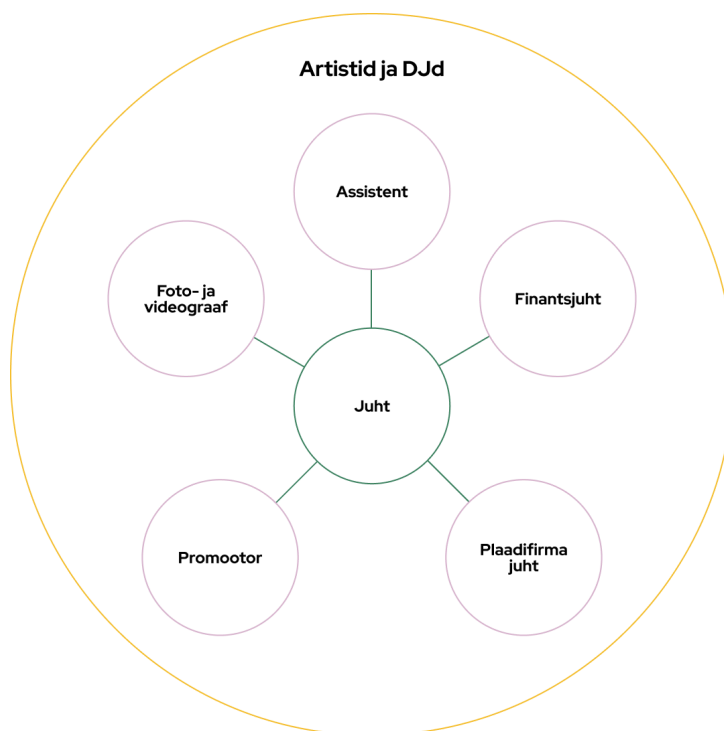 Artistid ja DJd
Assistent
Foto- ja
videograaf
Finantsjuht
Juht
Promootor
Plaadifirma
juht